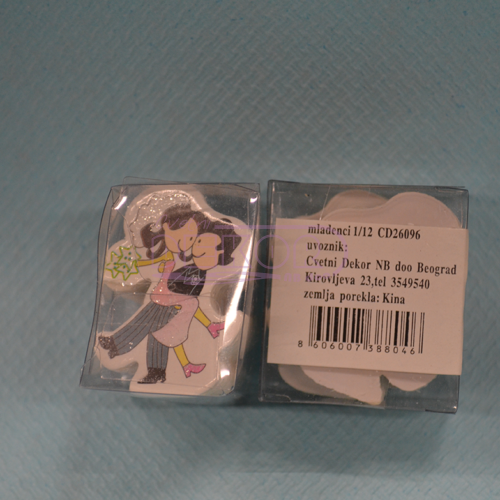 mladenci 1/12 CD26096
uvoznik:
Cvetni Dekor NB doo Beograd
Kirovljeva 23,tel 3549540
zemlja porekla: Kina
8 606007 388046